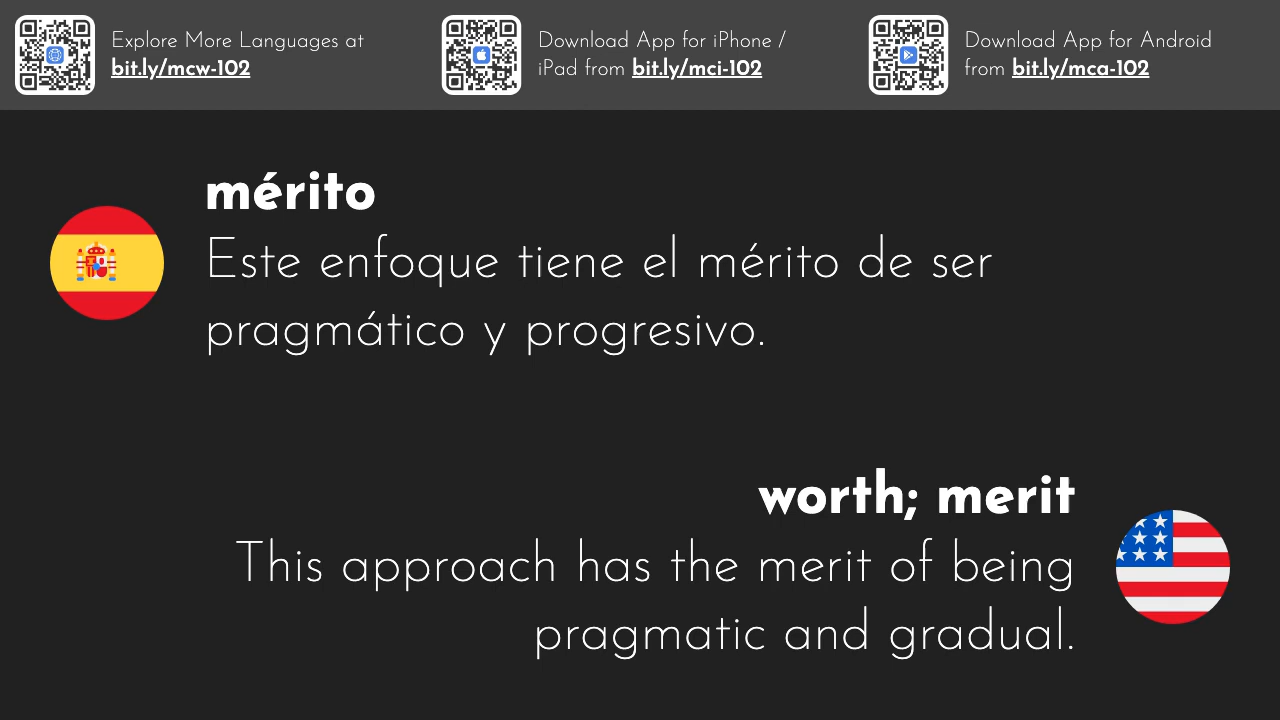 Explore More Languages at
bit.ly/mcw-102
Download App for iPhone /
iPad from bit.ly/mci-102
Download App for Android
from bit.ly/mca-102
mérito
Este enfoque tiene el mérito de ser
pragmático y progresivo.
worth; merit
This approach has the merit of being
pragmatic and gradual.